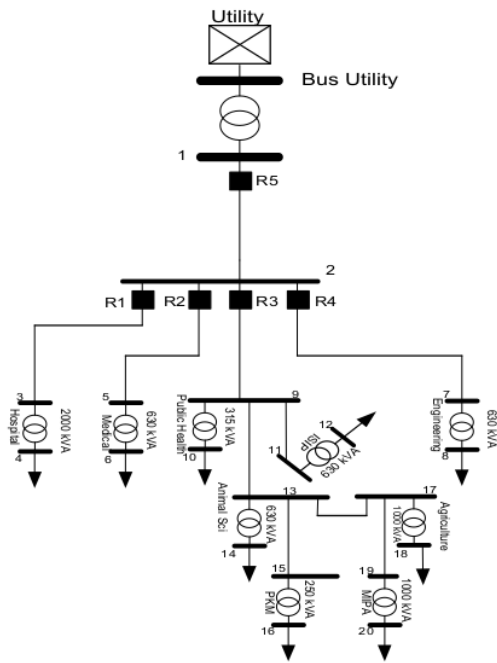 Utility
Bus Utility
1
R5
2
R1
R2
R3
R4
3
Hospital
2000 kVA
4
5
Medical
630 kVA
6
9
Public Health
315 kVA
10
11
12
ISIP
630 kVA
7
Engineering
630 kVA
8
13
Animal Sci
630 kVA
14
17
Agriculture
1000 kVA
18
15
PKM
250 kVA
16
19
MIPA
1000 kVA
20